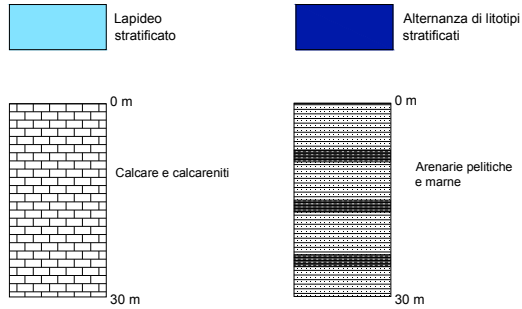 Lapideo
stratificato
Alternanza di litotipi
stratificati
0 m
Calcare e calcareniti
30 m
0 m
Arenarie pelitiche
e marne
30 m